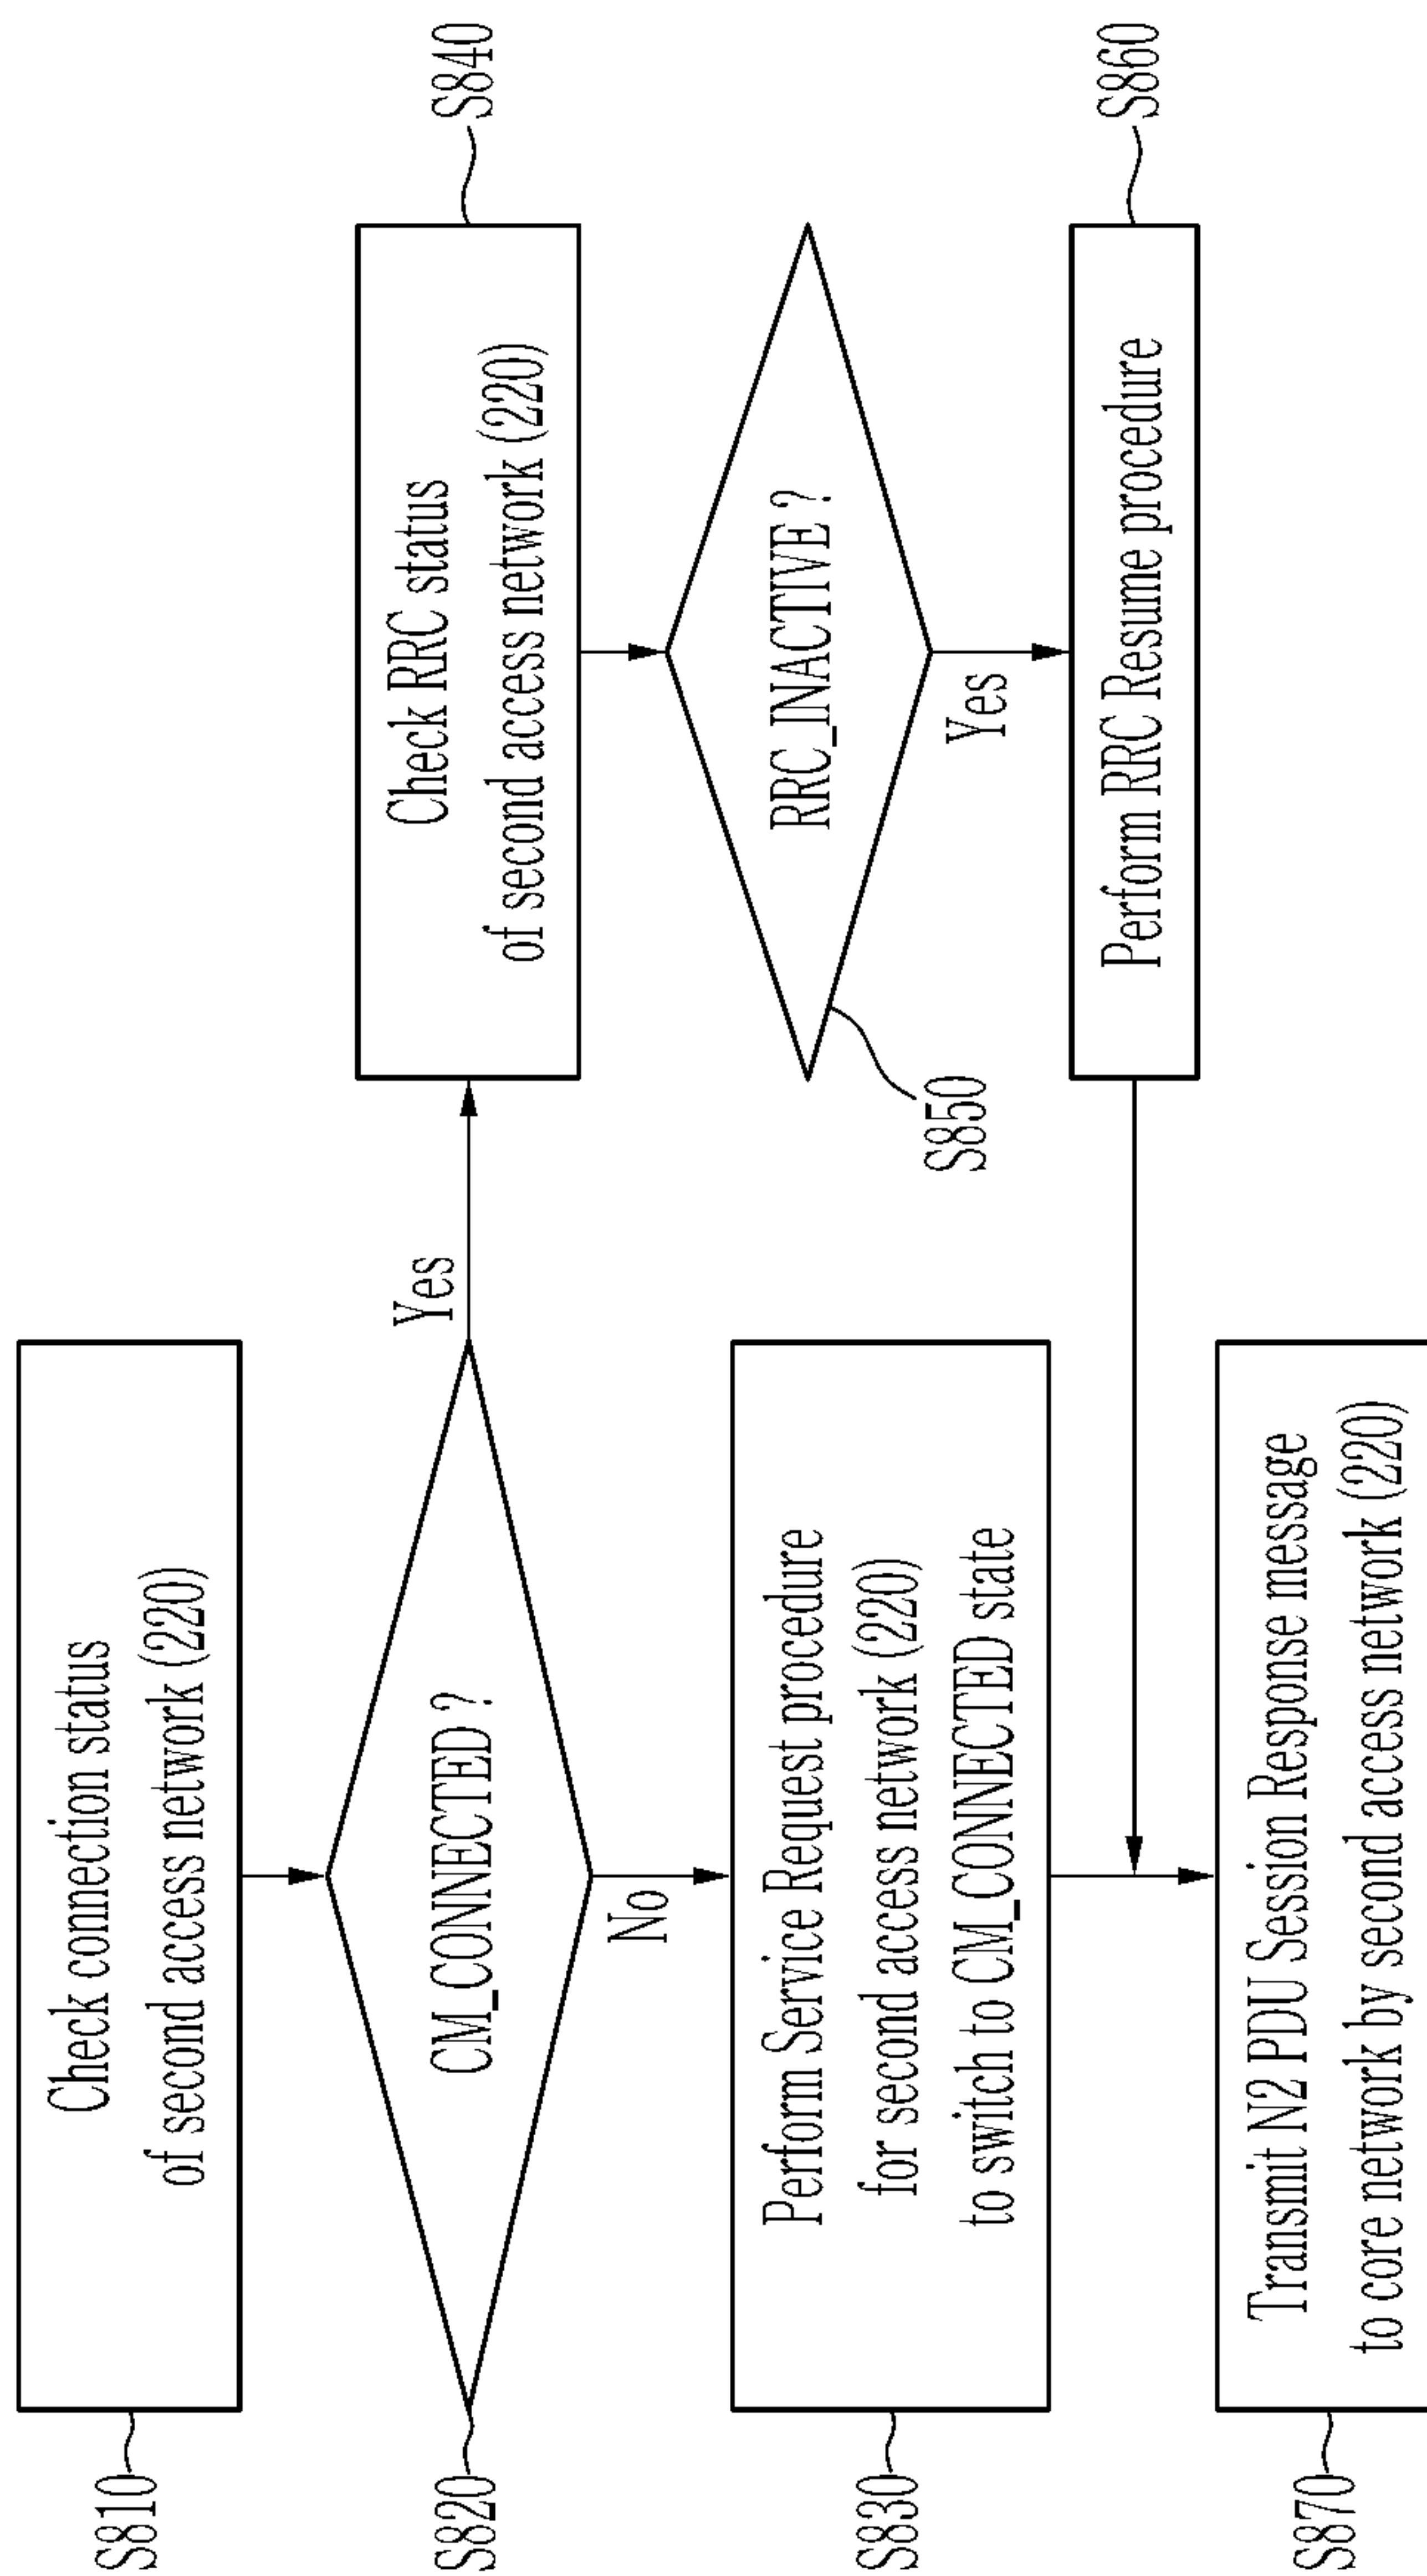 S810
Check connection status
of second access network (220)
S820
CM_CONNECTED ?
Yes
No
S830
Perform Service Request procedure
for second access network (220)
to switch to CM_CONNECTED state
S840
Check RRC status
of second access network (220)
RRC_INACTIVE ?
S850
Yes
S860
Perform RRC Resume procedure
S870
Transmit N2 PDU Session Response message
to core network by second access network (220)